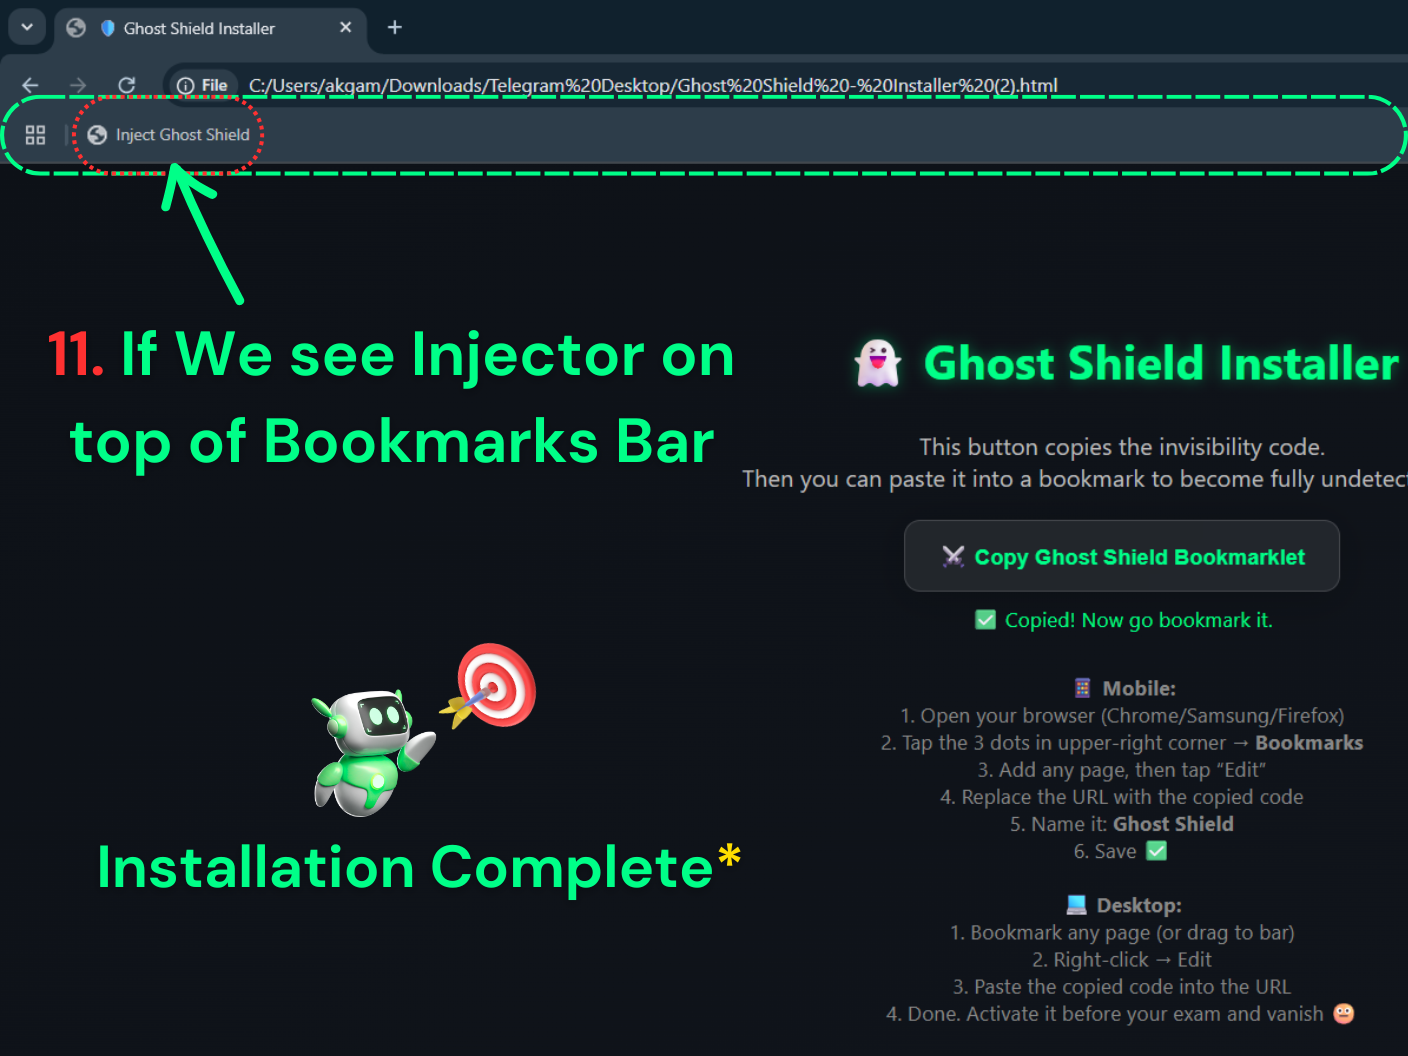 Ghost Shield Installer
File C:/Users/akgam/Downloads/Telegram%20Desktop/Ghost%20Shield%20-%20Installer%20(2).html
Inject Ghost Shield
11. If We see Injector on
top of Bookmarks Bar
Installation Complete*
Ghost Shield Installer
This button copies the invisibility code.
Then you can paste it into a bookmark to become fully undetec
Copy Ghost Shield Bookmarklet
Copied! Now go bookmark it.
Mobile:
1. Open your browser (Chrome/Samsung/Firefox)
2. Tap the 3 dots in upper-right corner → Bookmarks
3. Add any page, then tap “Edit”
4. Replace the URL with the copied code
5. Name it: Ghost Shield
6. Save
Desktop:
1. Bookmark any page (or drag to bar)
2. Right-click → Edit
3. Paste the copied code into the URL
4. Done. Activate it before your exam and vanish